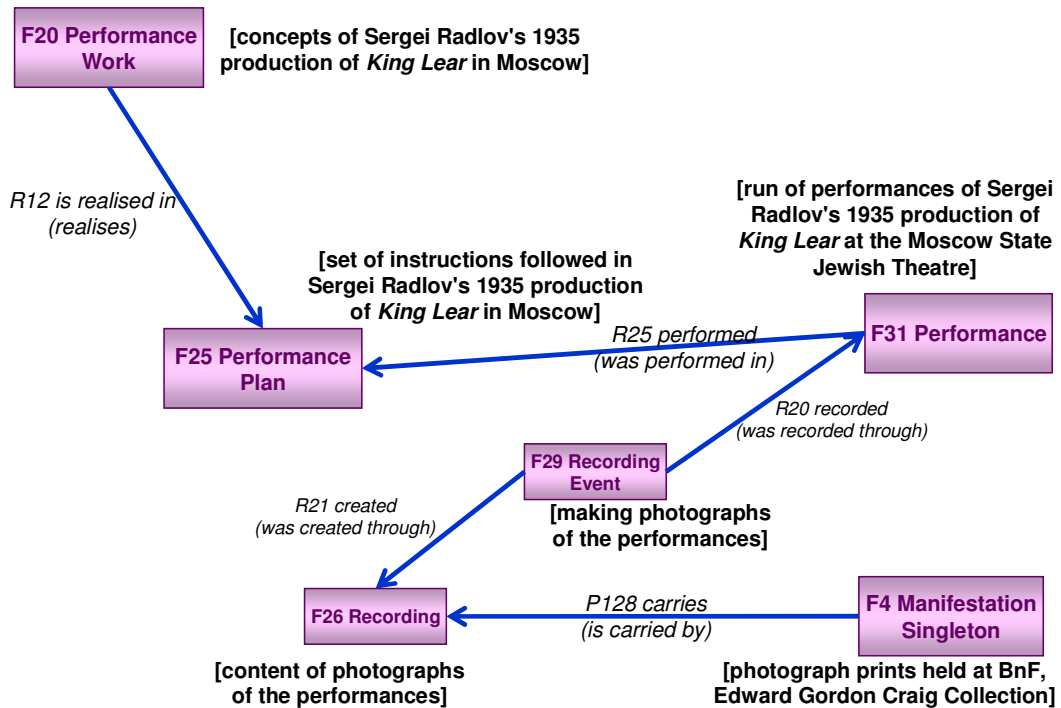 F20 Performance
Work
[concepts of Sergei Radlov's 1935
production of King Lear in Moscow]
R12 is realised in
(realises)
[run of performances of Sergei
Radlov's 1935 production of
King Lear at the Moscow State
Jewish Theatre]
[set of instructions followed in
Sergei Radlov's 1935 production
of King Lear in Moscow]
F25 Performance
Plan
R25 performed
(was performed in)
F31 Performance
R20 recorded
(was recorded through)
F29 Recording
Event
[making photographs
of the performances]
R21 created
(was created through)
F26 Recording
[content of photographs
of the performances]
P128 carries
(is carried by)
F4 Manifestation
Singleton
[photograph prints held at BnF,
Edward Gordon Craig Collection]